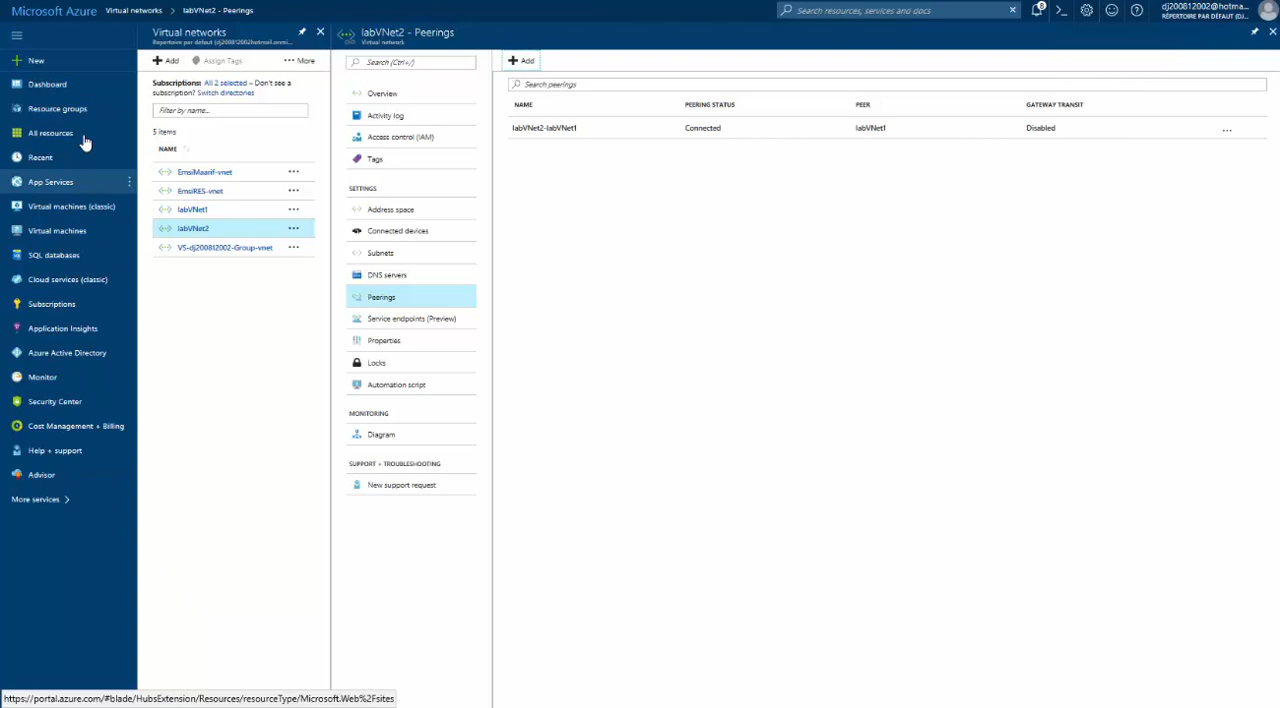 Microsoft Azure Virtual networks > labVNet2 - Peerings
Search resources, services and docs
8
dj200812002@hotma...
RÉPERTOIRE PAR DÉFAUT (DJ...
New
Dashboard
Resource groups
All resources
Recent
App Services
Virtual machines (classic)
Virtual machines
SQL databases
Cloud services (classic)
Subscriptions
Application Insights
Azure Active Directory
Monitor
Security Center
Cost Management + Billing
Help + support
Advisor
More services >
Virtual networks
Add Assign Tags ... More
Subscriptions: All 2 selected – Don't see a
subscription? Switch directories
Filter by name...
5 items
NAME
EmsiMaarif-vnet ...
EmsiRES-vnet ...
labVNet1 ...
labVNet2 ...
VS-dj200812002-Group-vnet ...
labVNet2 - Peerings
Virtual network
Search (Ctrl+/)
Overview
Activity log
Access control (IAM)
Tags
SETTINGS
Address space
Connected devices
Subnets
DNS servers
Peerings
Service endpoints (Preview)
Properties
Locks
Automation script
MONITORING
Diagram
SUPPORT + TROUBLESHOOTING
New support request
Add
Search peerings
NAME PEERING STATUS PEER GATEWAY TRANSIT
labVNet2-labVNet1 Connected labVNet1 Disabled ...
https://portal.azure.com/#blade/HubsExtension/Resources/resourceType/Microsoft.Web%2Fsites